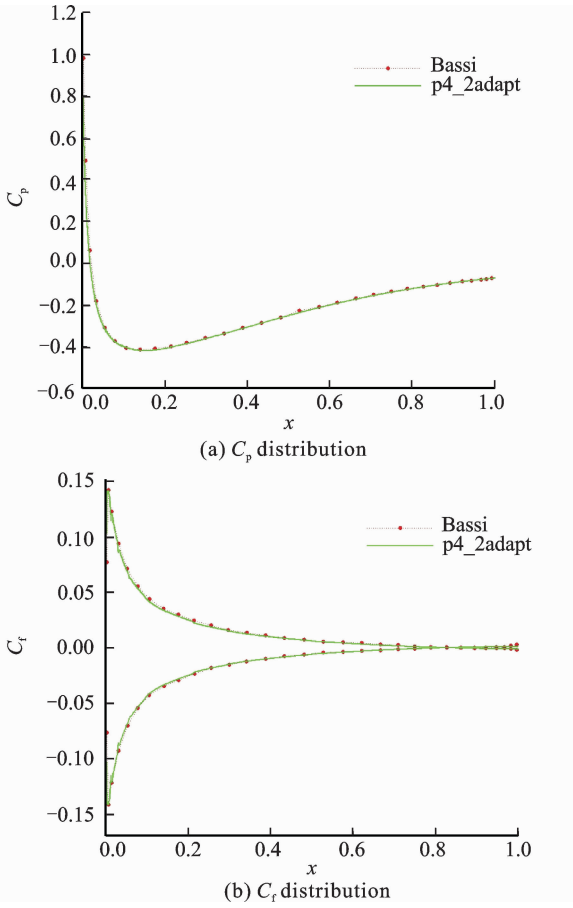 1.2
1.0
0.8
0.6
0.4
0.2
0.0
−0.2
−0.4
−0.6
Cp
Bassi
p4_2adapt
0.0 0.2 0.4 0.6 0.8 1.0
x
(a) Cp distribution
0.15
0.10
0.05
0.00
−0.05
−0.10
−0.15
Cf
Bassi
p4_2adapt
0.0 0.2 0.4 0.6 0.8 1.0
x
(b) Cf distribution